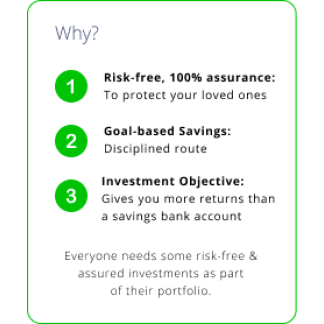 Why?
1
Risk-free, 100% assurance:
To protect your loved ones
2
Goal-based Savings:
Disciplined route
3
Investment Objective:
Gives you more returns than
a savings bank account
Everyone needs some risk-free &
assured investments as part
of their portfolio.